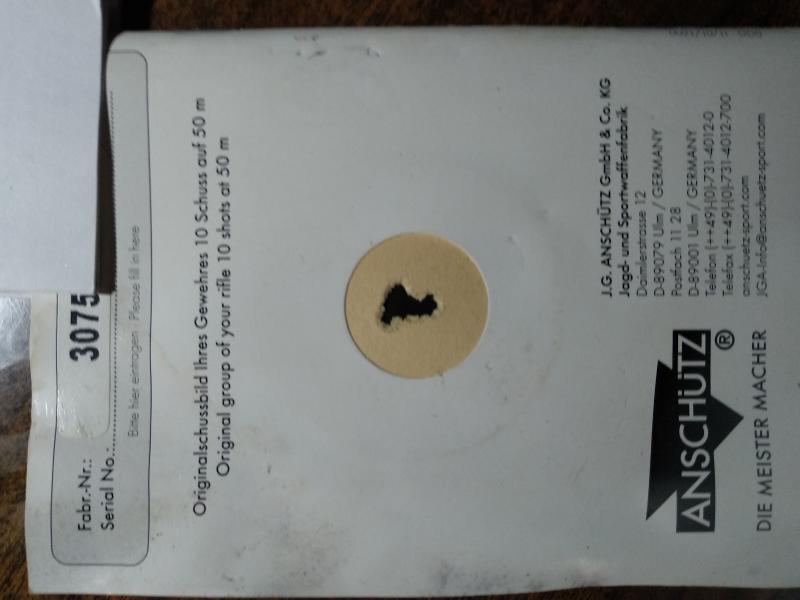 Fabr.-Nr.:
Serial No.:
3075
Bitte hier eintragen · Please fill in here
Originalschussbild Ihres Gewehres 10 Schuss auf 50 m
Original group of your rifle 10 shots at 50 m
ANSCHÜTZ®
DIE MEISTER MACHER
J.G. ANSCHÜTZ GmbH & Co. KG
Jagd- und Sportwaffenfabrik
Daimlerstrasse 12
D-89079 Ulm / GERMANY
Postfach 11 28
D-89001 Ulm / GERMANY
Telefon (++49)-(0)-731-4012-0
Telefax (++49)-(0)-731-4012-700
anschuetz-sport.com
JGA-Info@anschuetz-sport.com